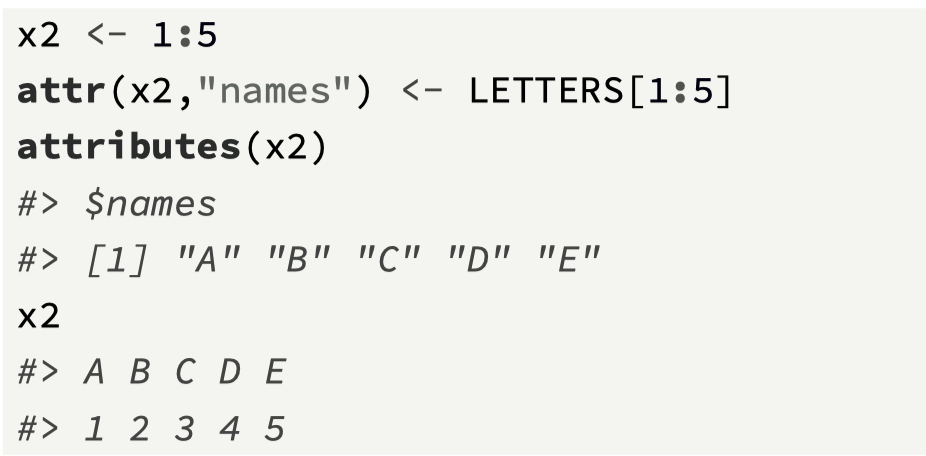 x2 <- 1:5
attr(x2,"names") <- LETTERS[1:5]
attributes(x2)
#> $names
#> [1] "A" "B" "C" "D" "E"
x2
#> A B C D E
#> 1 2 3 4 5